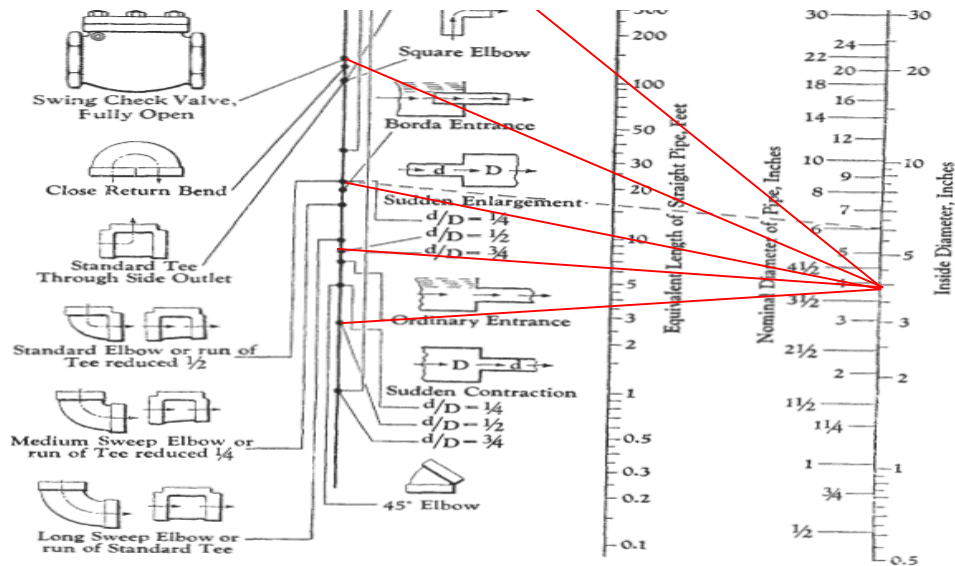 Swing Check Valve,
Fully Open
Close Return Bend
Standard Tee
Through Side Outlet
Standard Elbow or run of
Tee reduced ½
Medium Sweep Elbow or
run of Tee reduced ¼
Long Sweep Elbow or
run of Standard Tee
Square Elbow
Borda Entrance
d D
Sudden Enlargement
d/D = ¼
d/D = ½
d/D = ¾
Ordinary Entrance
D d
Sudden Contraction
d/D = ¼
d/D = ½
d/D = ¾
45° Elbow
300
200
100
50
30
20
10
5
3
2
1
0.5
0.3
0.2
0.1
Equivalent Length of Straight Pipe, Feet
Nominal Diameter of Pipe, Inches
30
24
22
20
18
16
14
12
10
9
8
7
6
5
4½
4
3½
3
2½
2
1½
1¼
1
¾
½
30
20
10
5
3
2
1
0.5
Inside Diameter, Inches